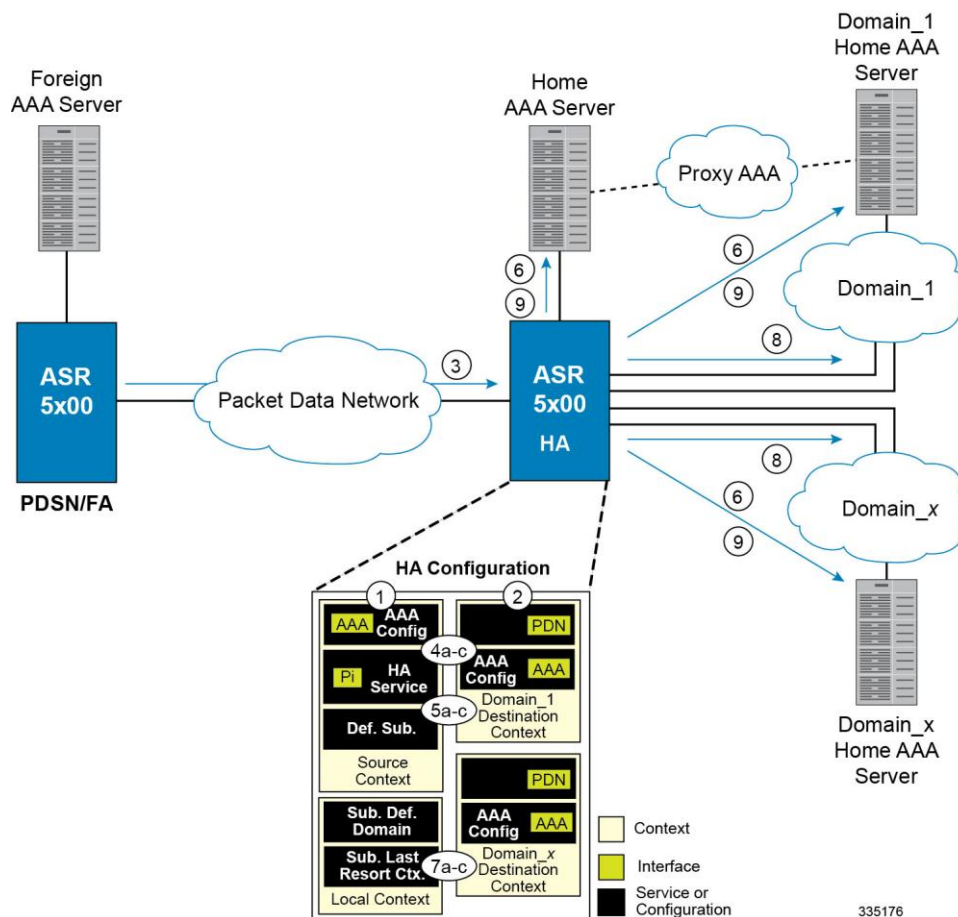 Domain_1
Home AAA
Server
Foreign
AAA Server
Home
AAA Server
Proxy AAA
6
9
6
9
Domain_1
8
3
ASR
5x00
Packet Data Network
ASR
5x00
HA
PDSN/FA
8
6
9
Domain_x
HA Configuration
1
2
AAA
AAA
Config
PDN
4a-c
Pi
HA
Service
AAA
Config
AAA
5a-c
Domain_1
Destination
Context
Def. Sub.
Source
Context
PDN
Sub. Def.
Domain
AAA
Config
AAA
Sub. Last
Resort Ctx.
7a-c
Domain_x
Destination
Context
Local Context
Domain_x
Home AAA
Server
Context
Interface
Service or
Configuration
335176